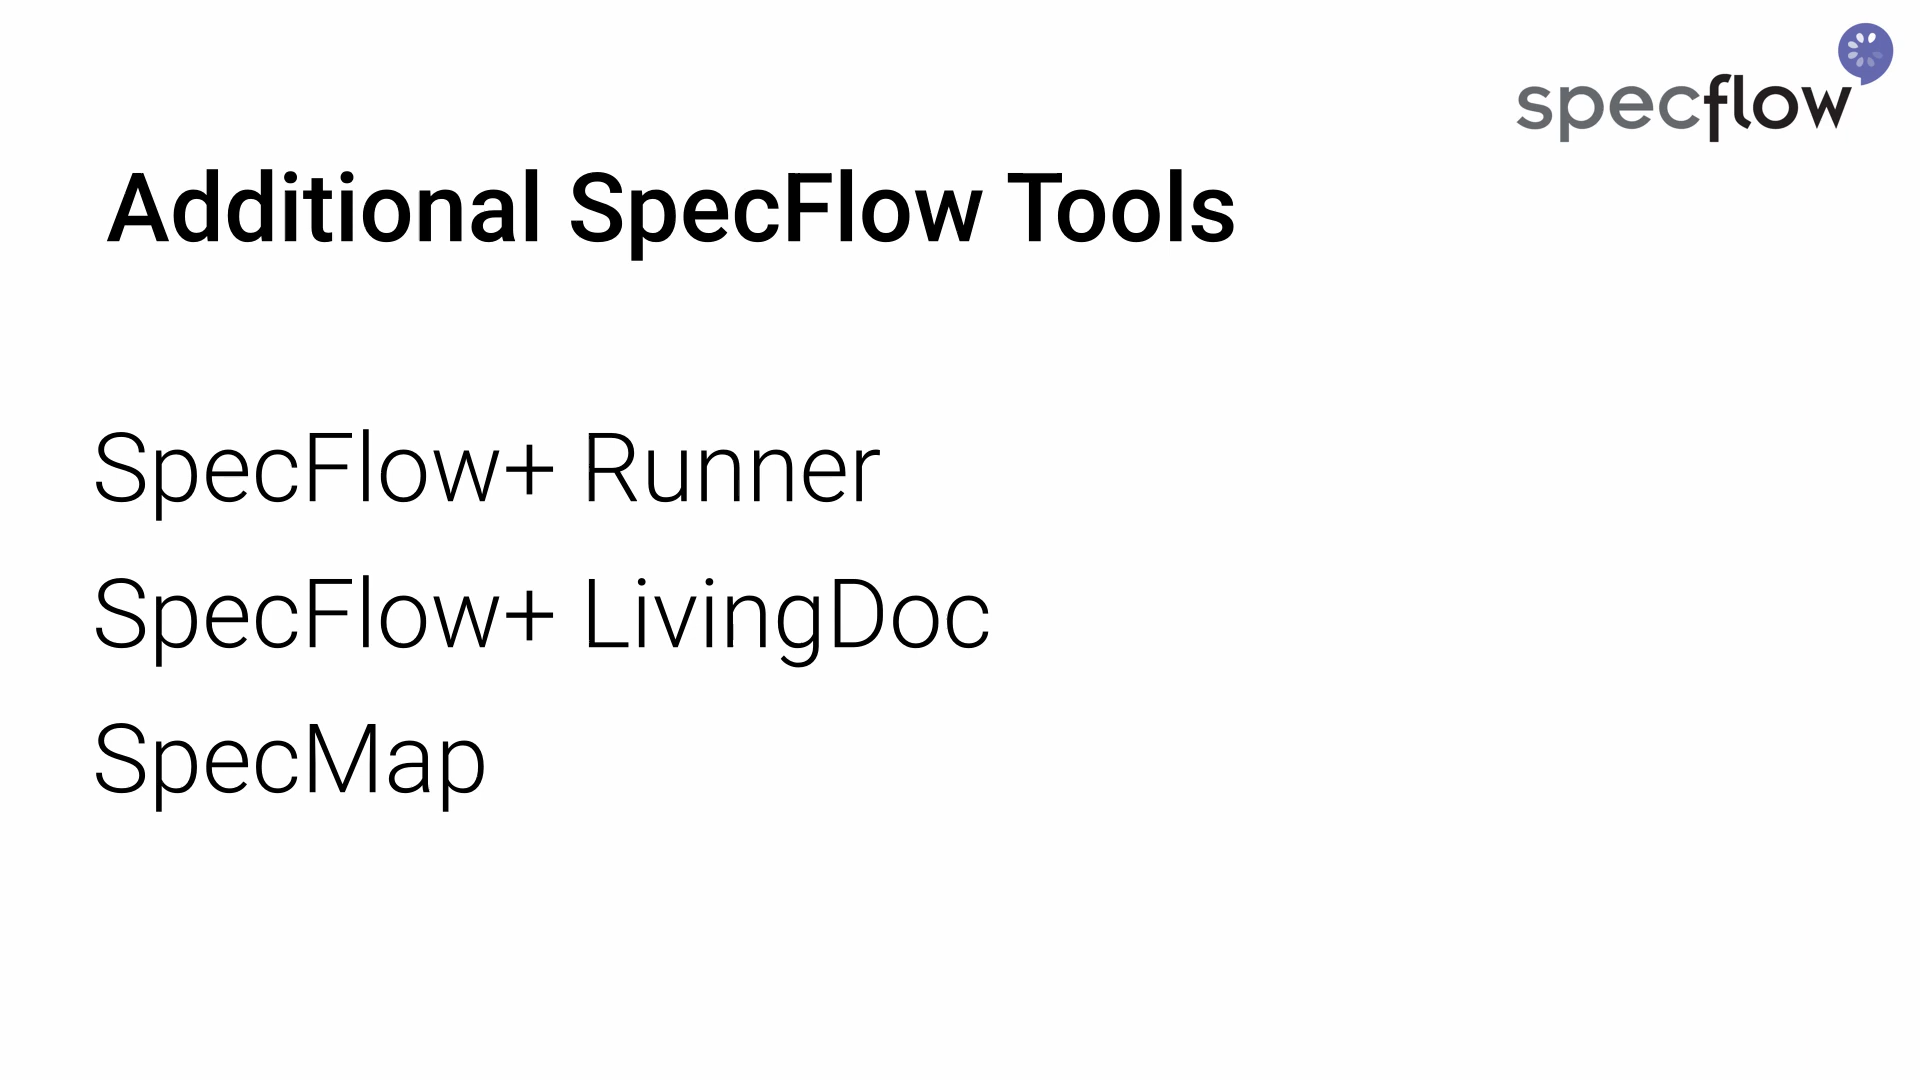 specflow
Additional SpecFlow Tools
SpecFlow+ Runner
SpecFlow+ LivingDoc
SpecMap